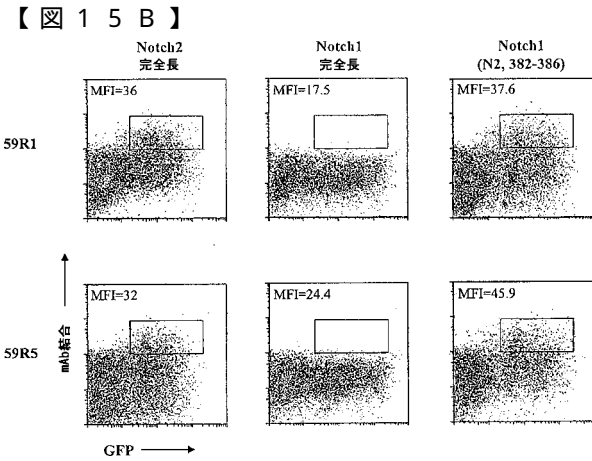 【図１５Ｂ】
Notch2
完全長
Notch1
完全長
Notch1
(N2, 382-386)
59R1
MFI=36
MFI=17.5
MFI=37.6
59R5
MFI=32
MFI=24.4
MFI=45.9
mAb結合
GFP